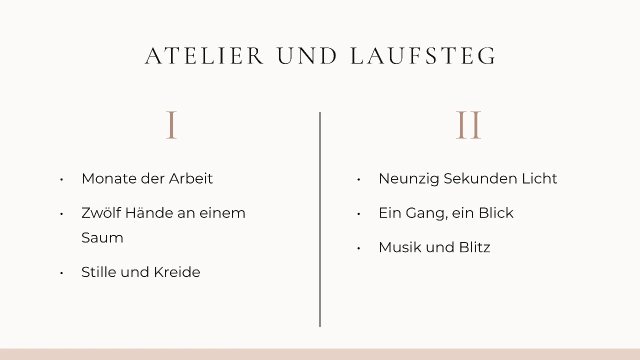 ATELIER UND LAUFSTEG
I
• Monate der Arbeit
• Zwölf Hände an einem
Saum
• Stille und Kreide
II
• Neunzig Sekunden Licht
• Ein Gang, ein Blick
• Musik und Blitz